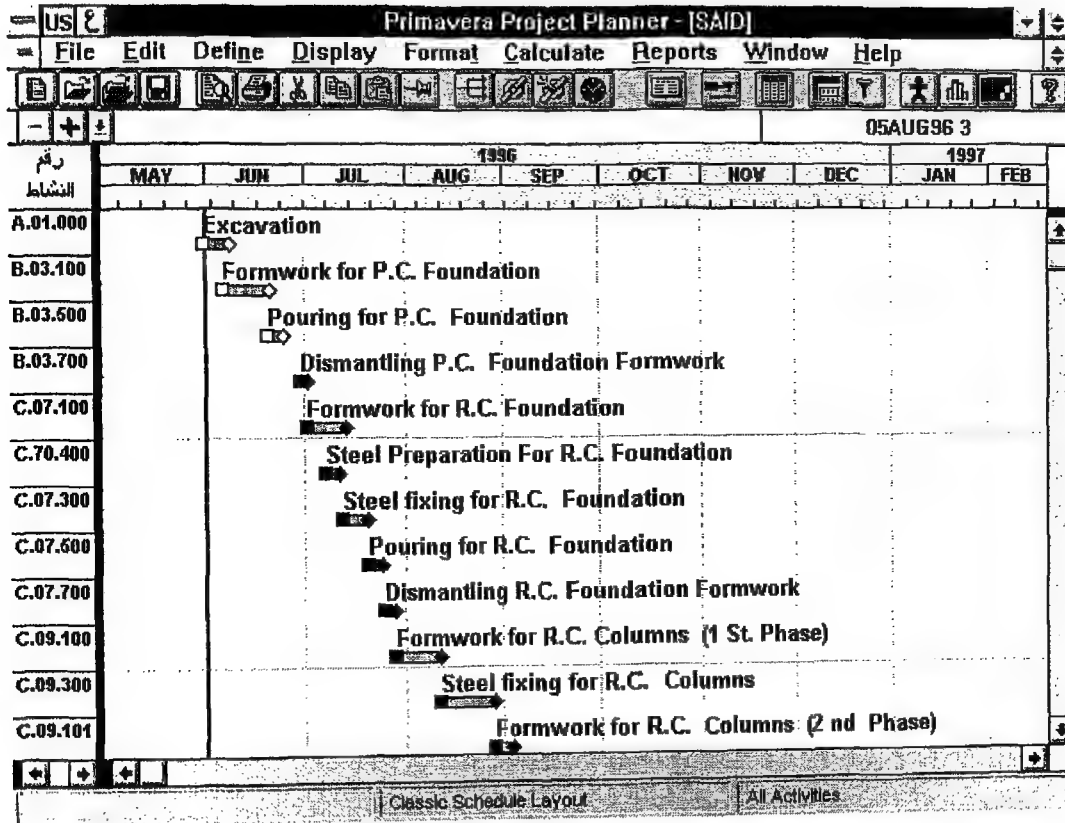 US ع Primavera Project Planner - [SAID]
File Edit Define Display Format Calculate Reports Window Help
05AUG96 3
رقم
النشاط
1996 1997
MAY JUN JUL AUG SEP OCT NOV DEC JAN FEB
A.01.000 Excavation
B.03.100 Formwork for P.C. Foundation
B.03.500 Pouring for P.C. Foundation
B.03.700 Dismantling P.C. Foundation Formwork
C.07.100 Formwork for R.C. Foundation
C.70.400 Steel Preparation For R.C. Foundation
C.07.300 Steel fixing for R.C. Foundation
C.07.500 Pouring for R.C. Foundation
C.07.700 Dismantling R.C. Foundation Formwork
C.09.100 Formwork for R.C. Columns (1 St. Phase)
C.09.300 Steel fixing for R.C. Columns
C.09.101 Formwork for R.C. Columns (2 nd Phase)
Classic Schedule Layout All Activities